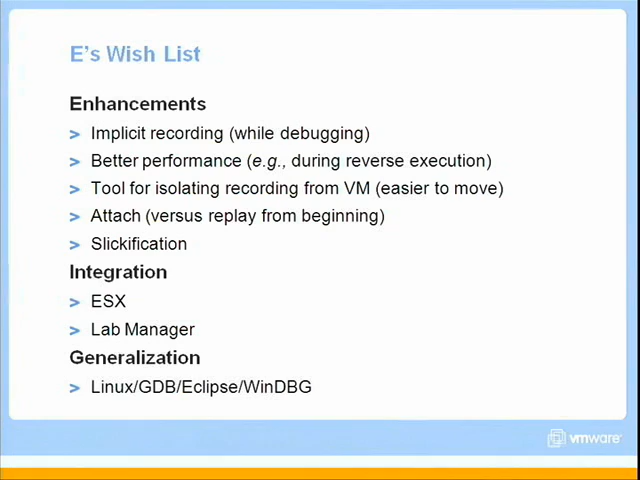 E's Wish List
Enhancements
> Implicit recording (while debugging)
> Better performance (e.g., during reverse execution)
> Tool for isolating recording from VM (easier to move)
> Attach (versus replay from beginning)
> Slickification
Integration
> ESX
> Lab Manager
Generalization
> Linux/GDB/Eclipse/WinDBG
vmware